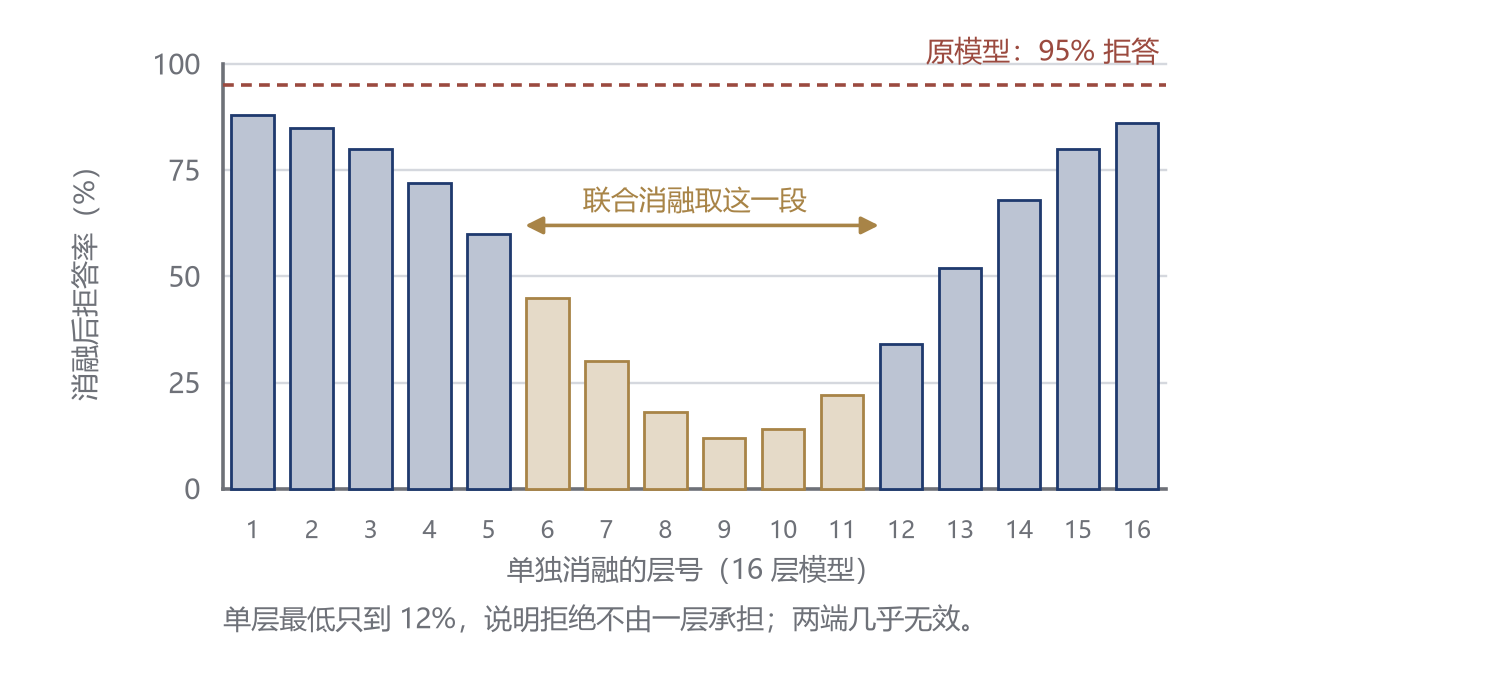 原模型：95% 拒答
100
75
50
25
0
消融后拒答率（%）
联合消融取这一段
1 2 3 4 5 6 7 8 9 10 11 12 13 14 15 16
单独消融的层号（16 层模型）
单层最低只到 12%，说明拒绝不由一层承担；两端几乎无效。